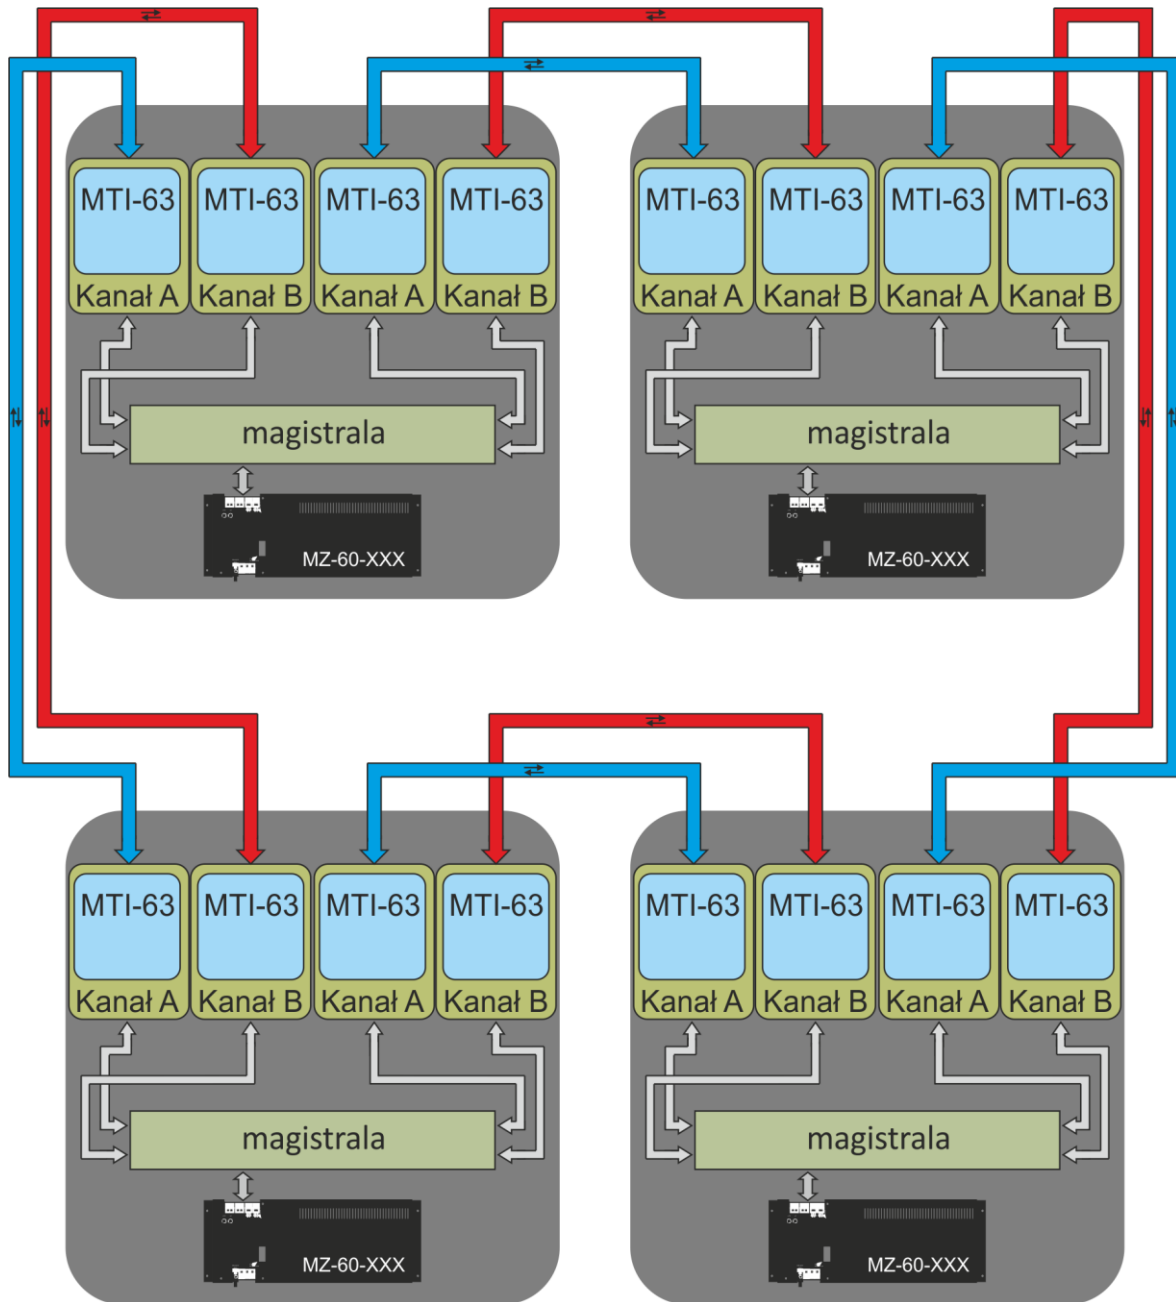 MTI-63 MTI-63 MTI-63 MTI-63 MTI-63 MTI-63 MTI-63 MTI-63
Kanał A Kanał B Kanał A Kanał B Kanał A Kanał B Kanał A Kanał B
magistrala magistrala
MZ-60-XXX MZ-60-XXX
MTI-63 MTI-63 MTI-63 MTI-63 MTI-63 MTI-63 MTI-63 MTI-63
Kanał A Kanał B Kanał A Kanał B Kanał A Kanał B Kanał A Kanał B
magistrala magistrala
MZ-60-XXX MZ-60-XXX